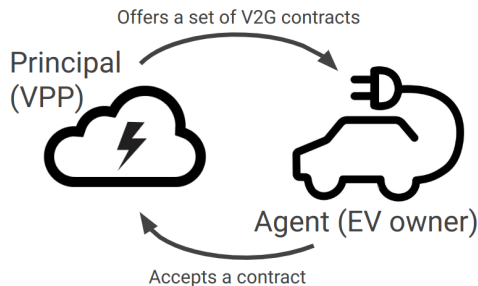 Offers a set of V2G contracts
Principal
(VPP)
Agent (EV owner)
Accepts a contract